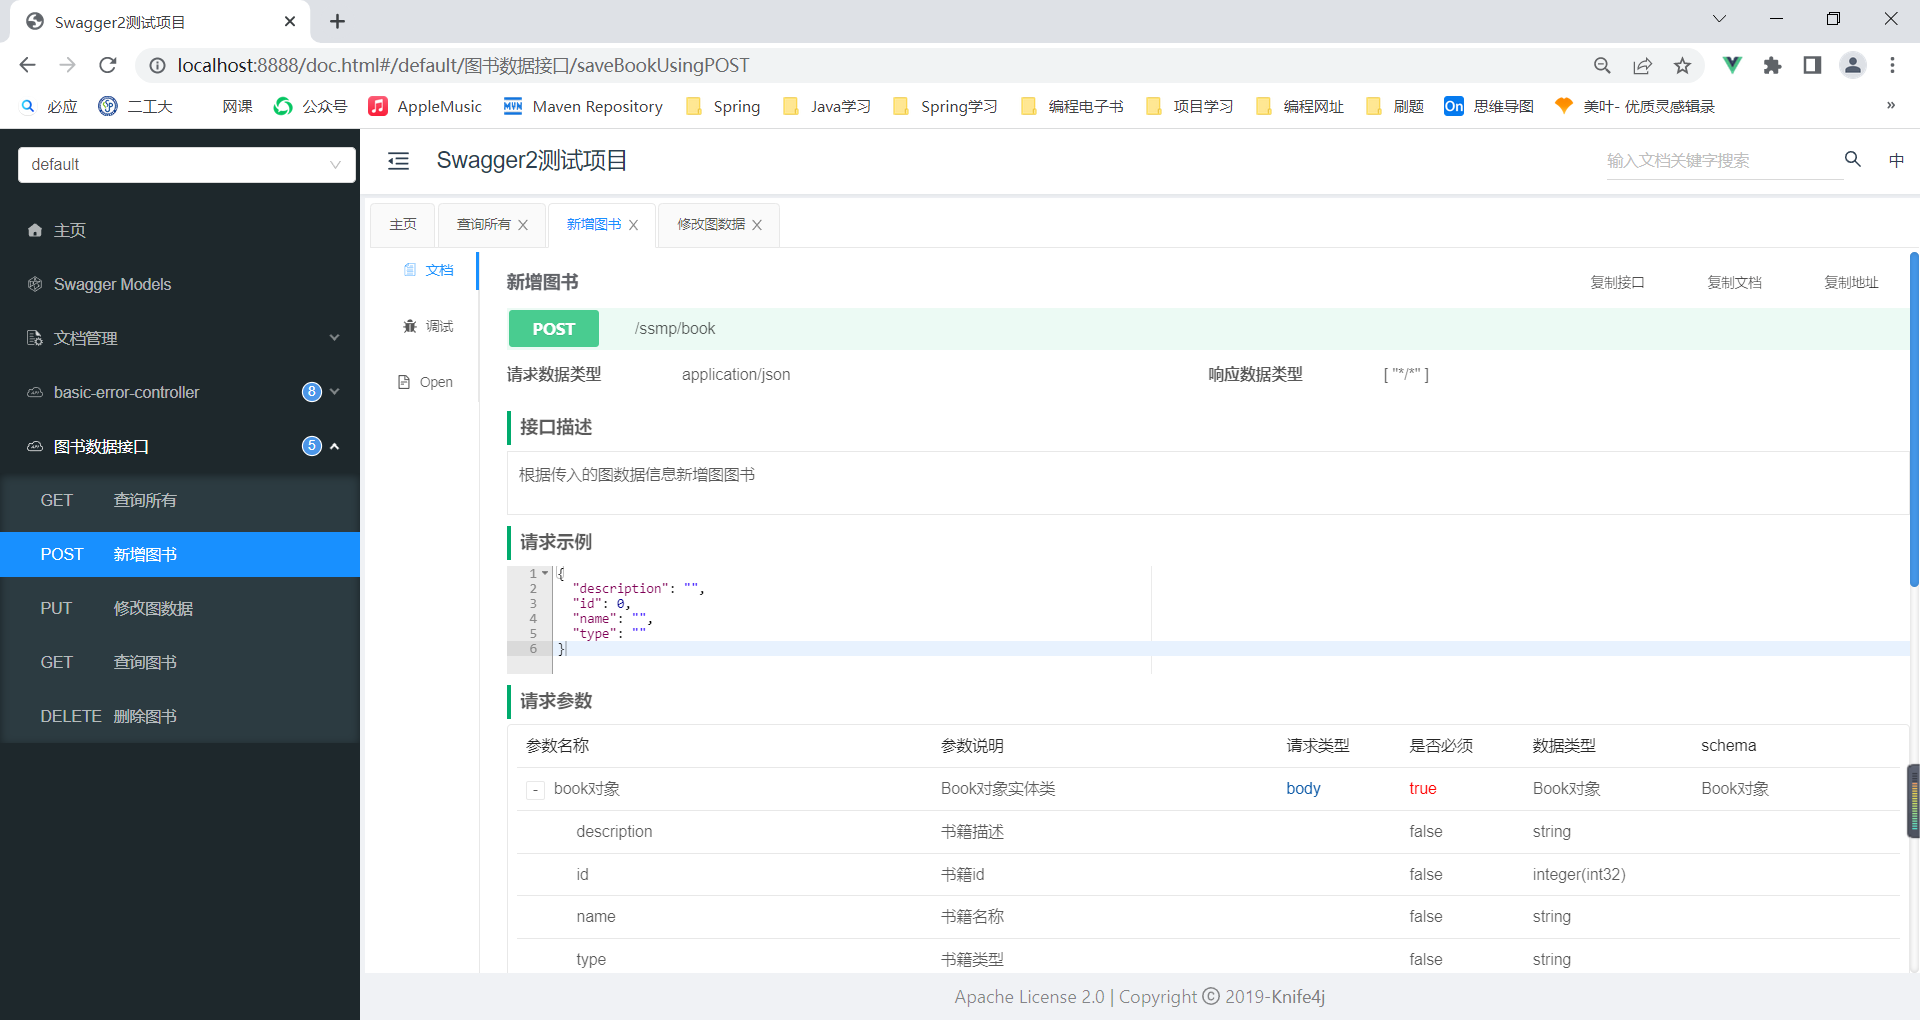 Swagger2测试项目
localhost:8888/doc.html#/default/图书数据接口/saveBookUsingPOST
必应 二工大 网课 公众号 AppleMusic Maven Repository Spring Java学习 Spring学习 编程电子书 项目学习 编程网址 刷题 On 思维导图 美叶- 优质灵感辑录 »
default
Swagger2测试项目
输入文档关键字搜索
中
主页
Swagger Models
文档管理
basic-error-controller 8
图书数据接口 5
GET 查询所有
POST 新增图书
PUT 修改图数据
GET 查询图书
DELETE 删除图书
主页 查询所有 新增图书 修改图数据
文档
调试
Open
新增图书 复制接口 复制文档 复制地址
POST /ssmp/book
请求数据类型 application/json 响应数据类型 [ "*/*" ]
接口描述
根据传入的图数据信息新增图图书
请求示例
1 {
2 "description": "",
3 "id": 0,
4 "name": "",
5 "type": ""
6 }
请求参数
参数名称 参数说明 请求类型 是否必须 数据类型 schema
- book对象 Book对象实体类 body true Book对象 Book对象
description 书籍描述 false string
id 书籍id false integer(int32)
name 书籍名称 false string
type 书籍类型 false string
Apache License 2.0 | Copyright © 2019-Knife4j